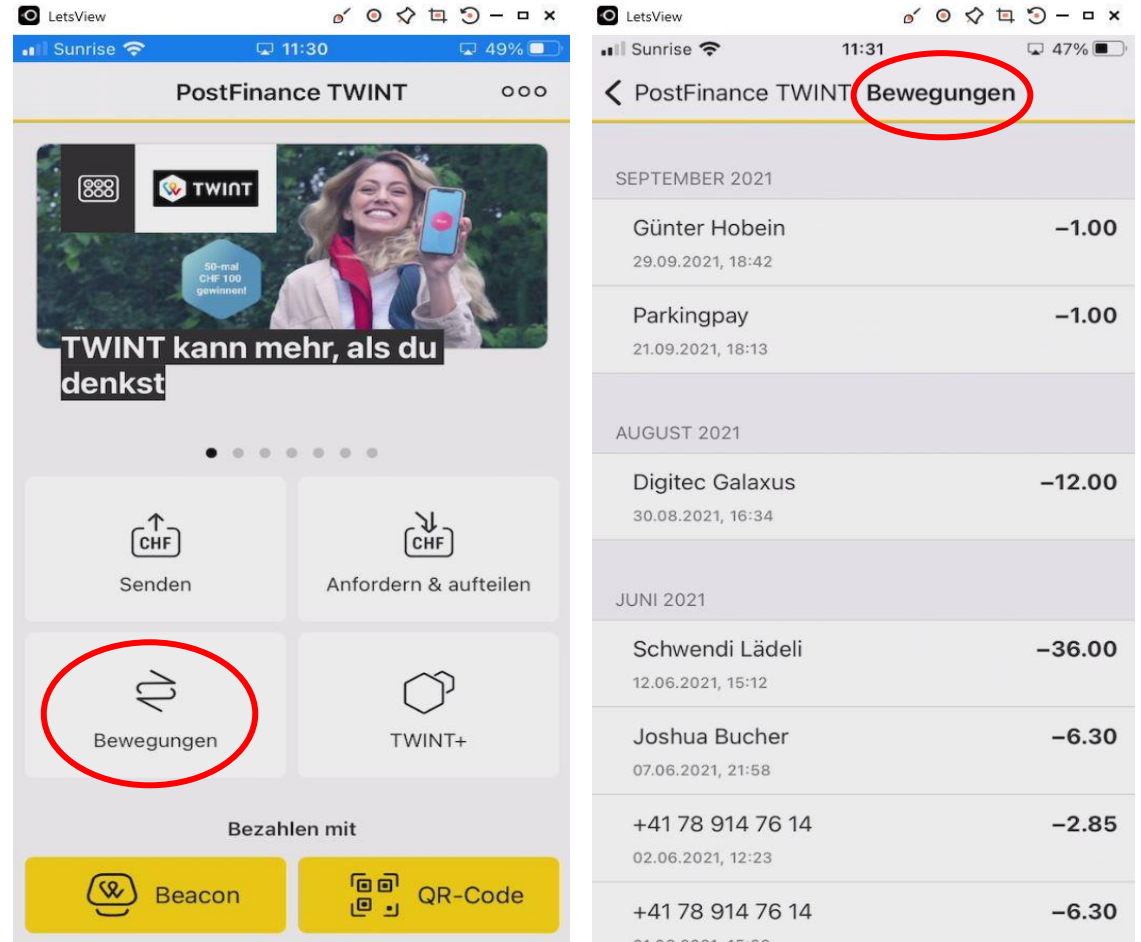 LetsView
Sunrise 11:30 49%
PostFinance TWINT
TWINT
50-mal
CHF 100
gewinnen!
TWINT kann mehr, als du
denkst
CHF
Senden
CHF
Anfordern & aufteilen
Bewegungen
TWINT+
Bezahlen mit
Beacon
QR-Code
LetsView
Sunrise 11:31 47%
PostFinance TWINT Bewegungen
SEPTEMBER 2021
Günter Hobein −1.00
29.09.2021, 18:42
Parkingpay −1.00
21.09.2021, 18:13
AUGUST 2021
Digitec Galaxus −12.00
30.08.2021, 16:34
JUNI 2021
Schwendi Lädeli −36.00
12.06.2021, 15:12
Joshua Bucher −6.30
07.06.2021, 21:58
+41 78 914 76 14 −2.85
02.06.2021, 12:23
+41 78 914 76 14 −6.30